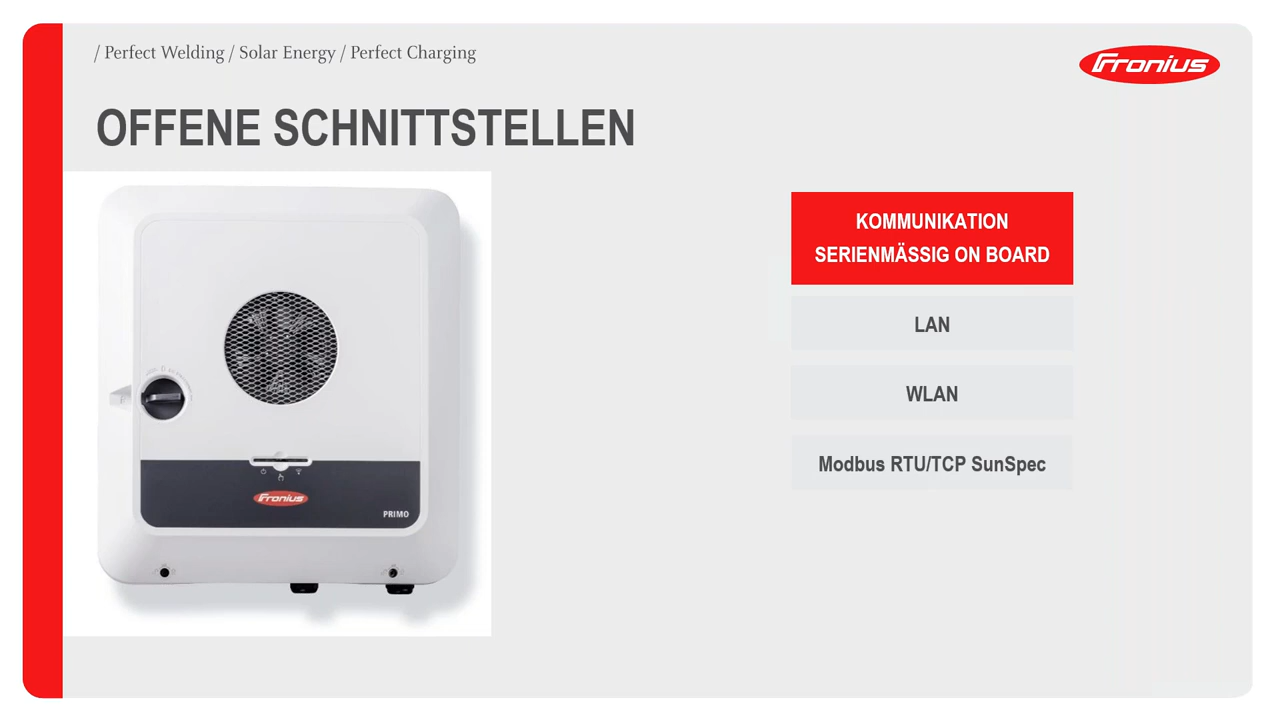 / Perfect Welding / Solar Energy / Perfect Charging
Fronius
OFFENE SCHNITTSTELLEN
KOMMUNIKATION
SERIENMÄSSIG ON BOARD
LAN
WLAN
Modbus RTU/TCP SunSpec
Fronius
PRIMO